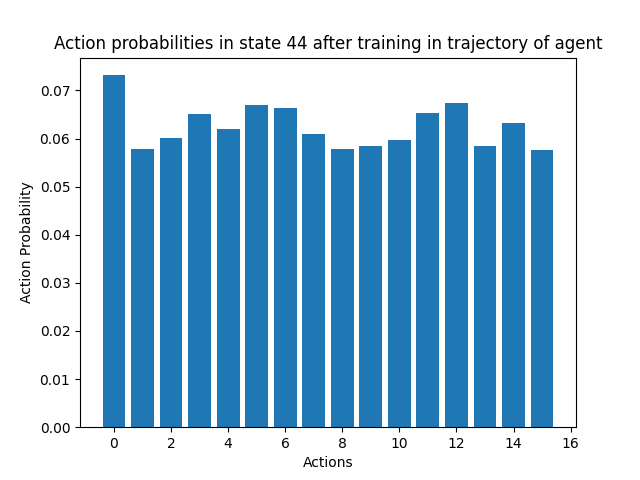 Action probabilities in state 44 after training in trajectory of agent
0.07
0.06
0.05
0.04
0.03
0.02
0.01
0.00
Action Probability
0 2 4 6 8 10 12 14 16
Actions